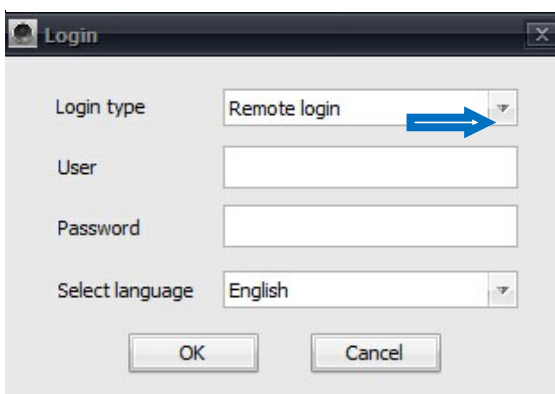 Login
Login type Remote login
User
Password
Select language English
OK Cancel